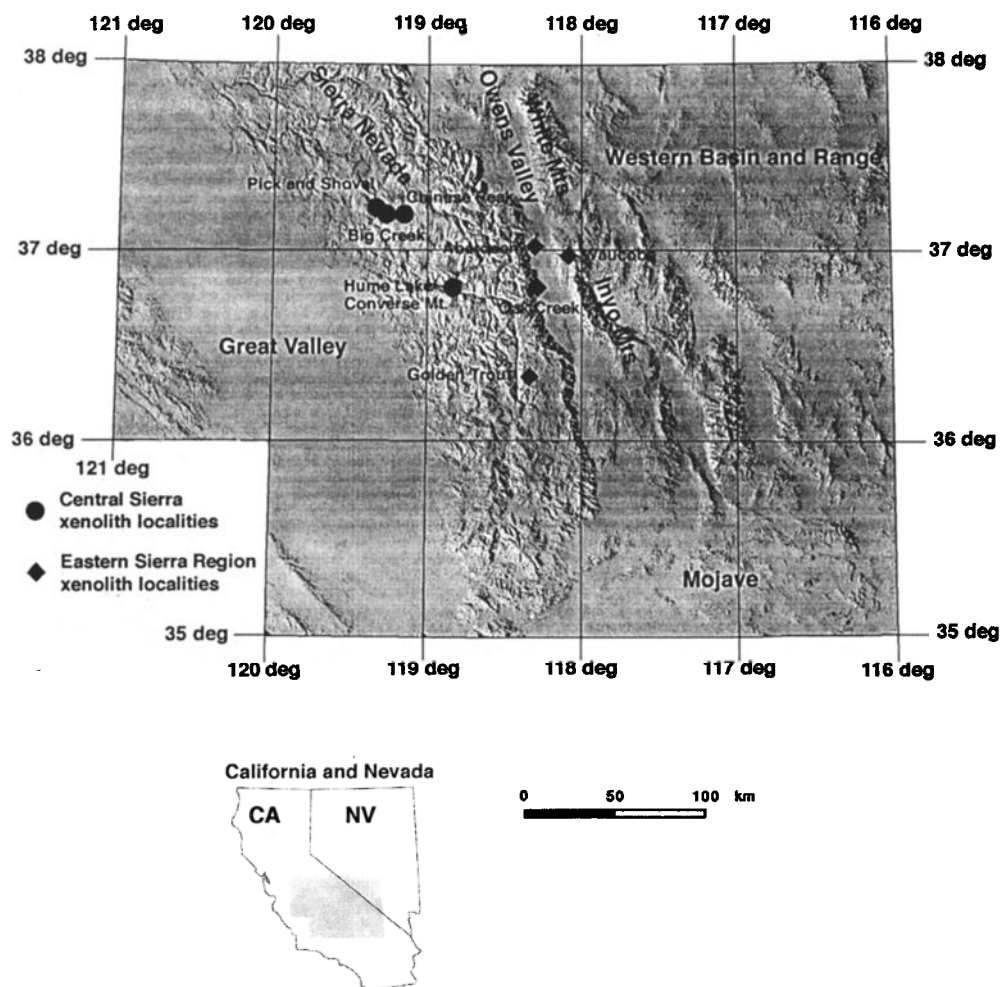 121 deg 120 deg 119 deg 118 deg 117 deg 116 deg
38 deg 38 deg
Sierra Nevada
Owens Valley
White Mts
Western Basin and Range
Pick and Shovel
Chinese Peak
Big Creek
37 deg 37 deg
Aberdeen
Waucoba
Hume Lake
Converse Mt.
Oak Creek
Inyo Mts
Great Valley
Golden Trout
36 deg 36 deg
121 deg
Central Sierra
xenolith localities
Eastern Sierra Region
xenolith localities
Mojave
35 deg 35 deg
120 deg 119 deg 118 deg 117 deg 116 deg
California and Nevada
CA NV
0 50 100 km